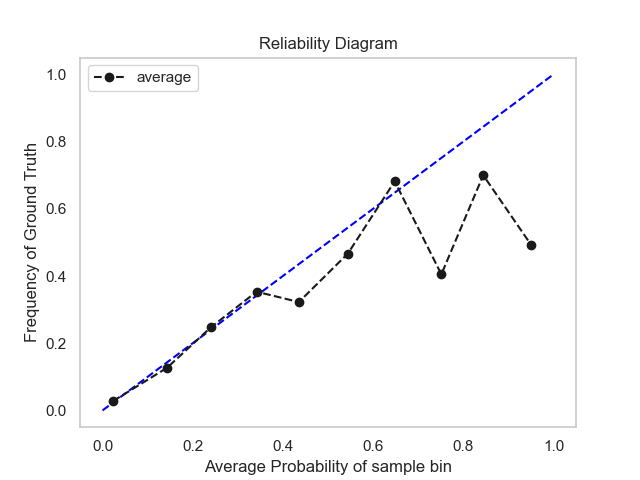 Reliability Diagram
average
Frequency of Ground Truth
1.0
0.8
0.6
0.4
0.2
0.0
0.0 0.2 0.4 0.6 0.8 1.0
Average Probability of sample bin